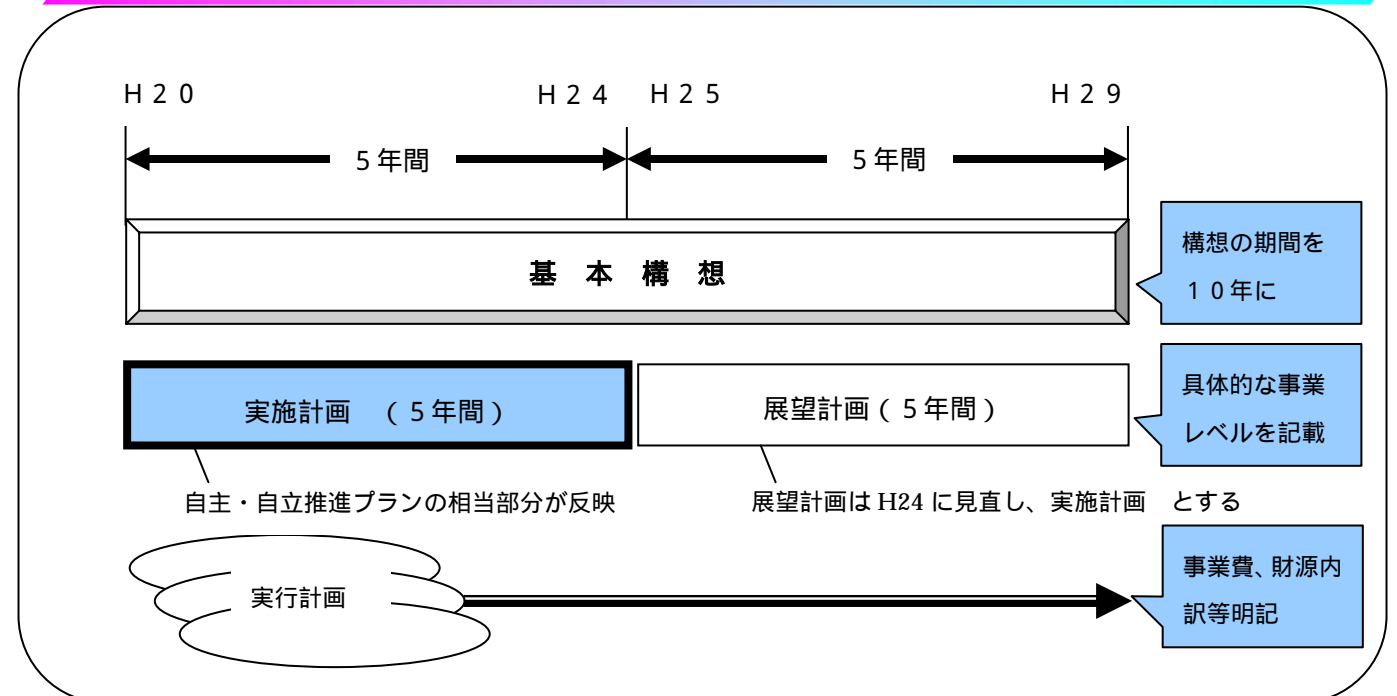 H20 H24 H25 H29
5年間 5年間
基本構想
構想の期間を
10年に
実施計画 (5年間)
展望計画(5年間)
具体的な事業
レベルを記載
自主・自立推進プランの相当部分が反映
展望計画は H24 に見直し、実施計画 とする
実行計画
事業費、財源内
訳等明記